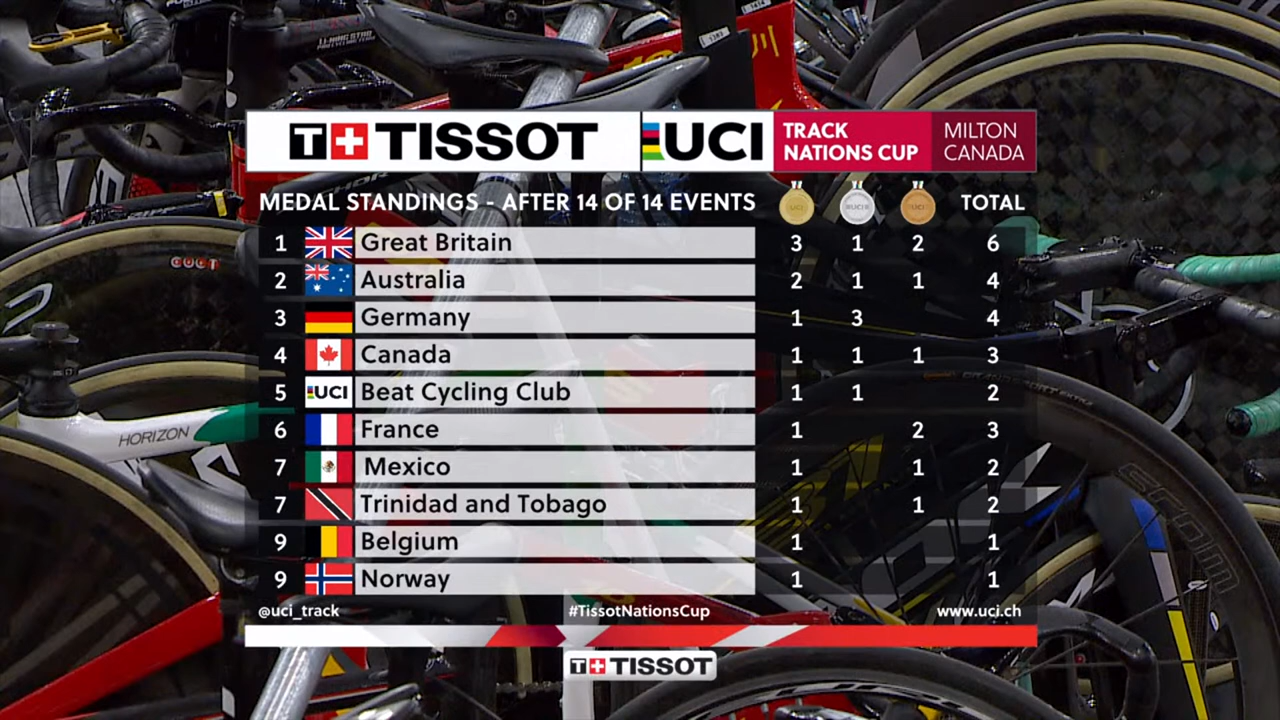 LI-NING STAR
TISSOT UCI TRACK NATIONS CUP MILTON CANADA
MEDAL STANDINGS - AFTER 14 OF 14 EVENTS TOTAL
1 Great Britain 3 1 2 6
2 Australia 2 1 1 4
3 Germany 1 3 4
4 Canada 1 1 1 3
5 UCI Beat Cycling Club 1 1 2
6 France 1 2 3
7 Mexico 1 1 2
7 Trinidad and Tobago 1 1 2
9 Belgium 1 1
9 Norway 1 1
HORIZON
@uci_track #TissotNationsCup www.uci.ch
TISSOT